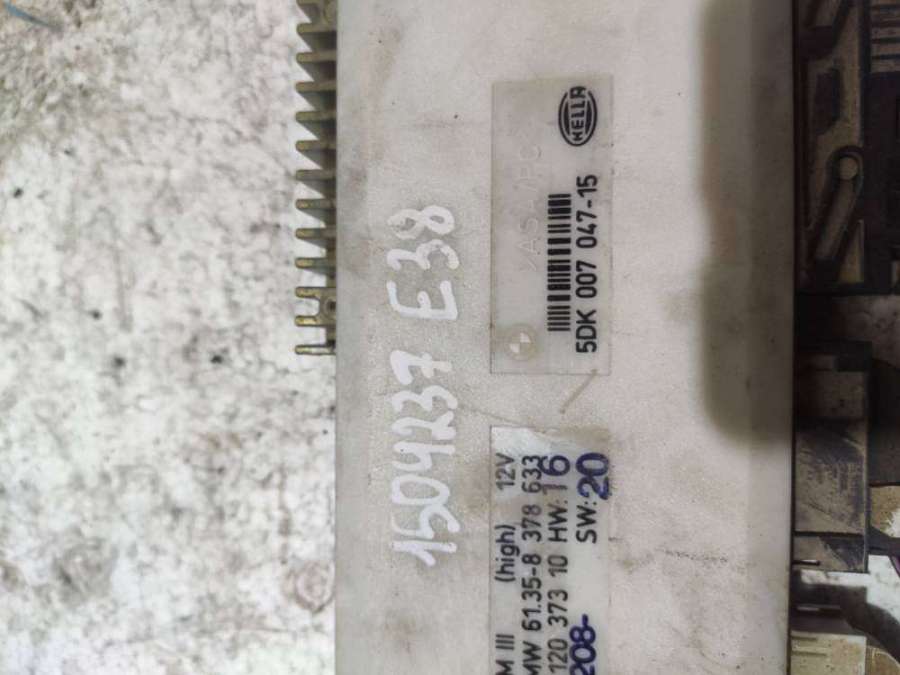 1504237 E38
HELLA
5DK 007 047-15
M III (high) 12V
MW 61.35-8 378 633
120 373 10 HW: 16
208- SW: 20